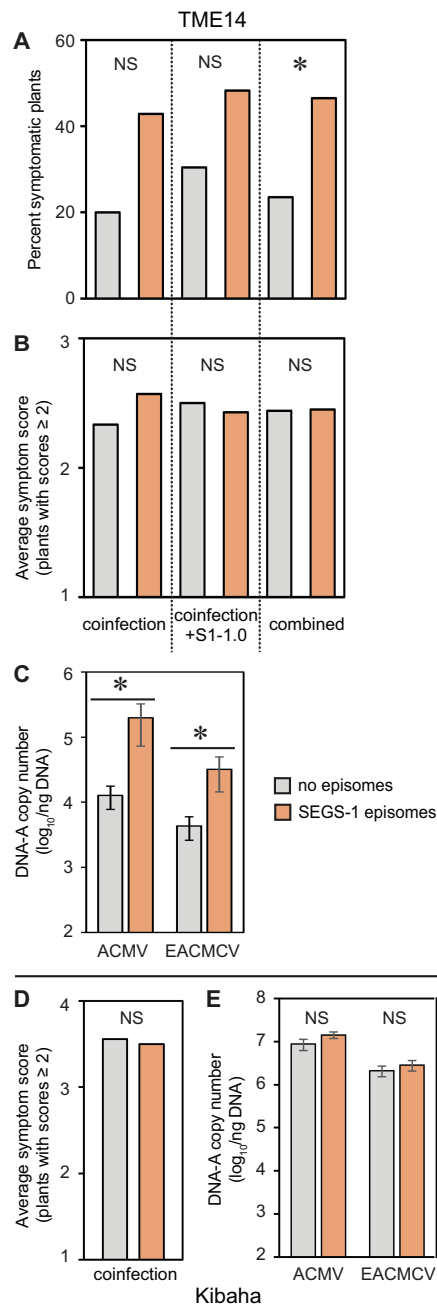 TME14
A
Percent symptomatic plants
60
40
20
0
NS
NS
*
B
Average symptom score
(plants with scores ≥ 2)
3
2
1
NS
NS
NS
coinfection
coinfection
+S1-1.0
combined
C
DNA-A copy number
(log10/ng DNA)
6
5
4
3
2
*
*
ACMV
EACMCV
no episomes
SEGS-1 episomes
D
Average symptom score
(plants with scores ≥ 2)
4
3
2
1
NS
coinfection
E
DNA-A copy number
(log10/ng DNA)
8
7
6
5
4
3
2
NS
NS
ACMV
EACMCV
Kibaha